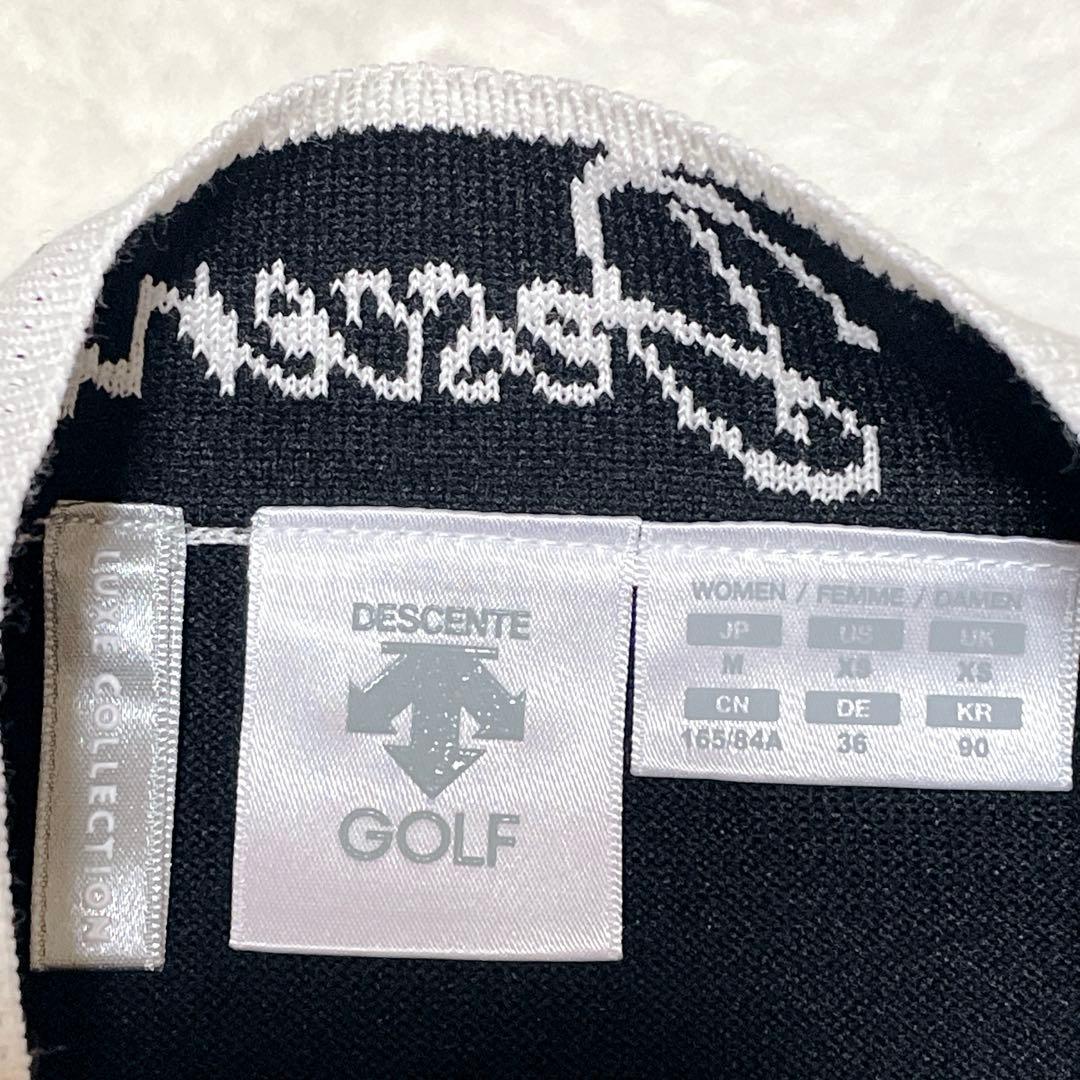 LUXE COLLECTION
DESCENTE
GOLF
WOMEN / FEMME / DAMEN
JP US UK
M XS XS
CN DE KR
165/84A 36 90